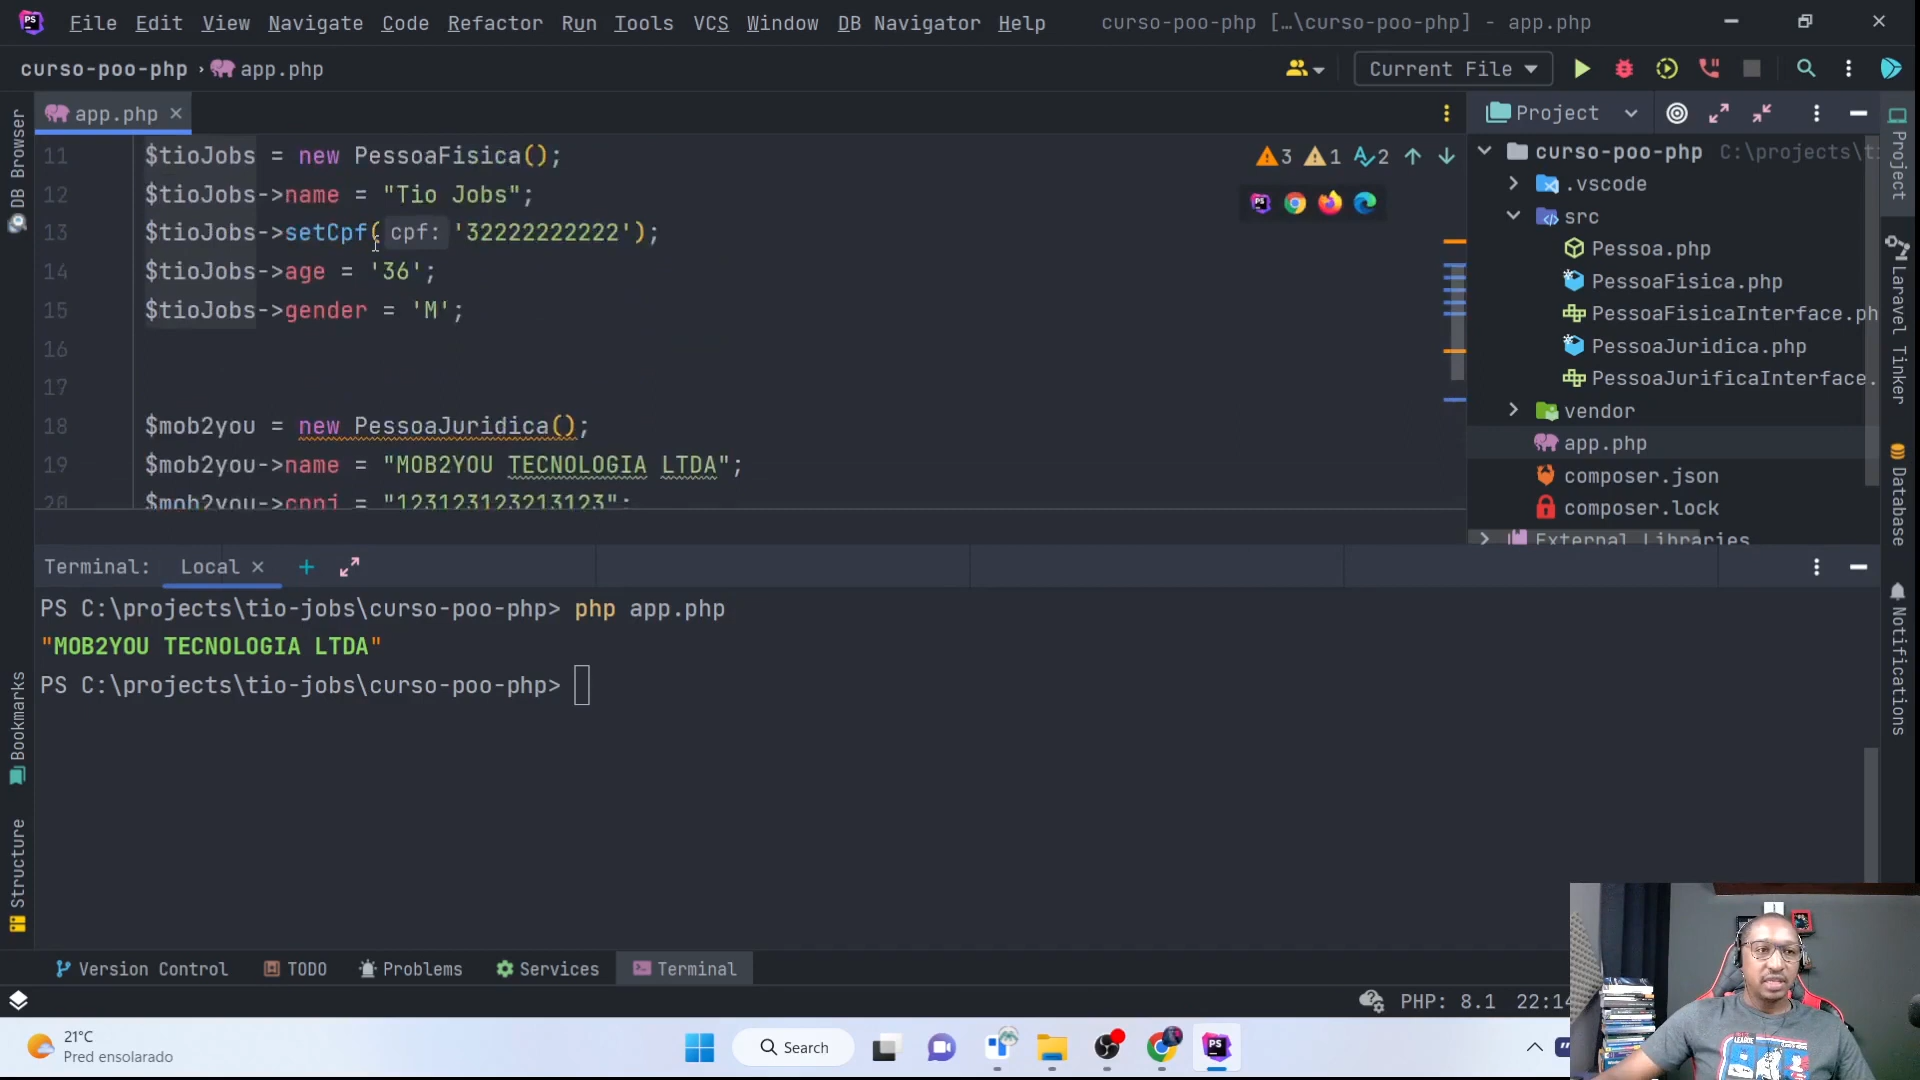 File Edit View Navigate Code Refactor Run Tools VCS Window DB Navigator Help curso-poo-php […\curso-poo-php] - app.php
curso-poo-php › app.php
Current File
app.php
Project
DB Browser
11 $tioJobs = new PessoaFisica();
12 $tioJobs->name = "Tio Jobs";
13 $tioJobs->setCpf( cpf: '32222222222');
14 $tioJobs->age = '36';
15 $tioJobs->gender = 'M';
16
17
18 $mob2you = new PessoaJuridica();
19 $mob2you->name = "MOB2YOU TECNOLOGIA LTDA";
20 $mob2you->cnpj = "123123123213123";
3 1 2
curso-poo-php C:\projects\t
.vscode
src
Pessoa.php
PessoaFisica.php
PessoaFisicaInterface.ph
PessoaJuridica.php
PessoaJurificaInterface.
vendor
app.php
composer.json
composer.lock
External Libraries
Project
Laravel Tinker
Database
Notifications
Terminal: Local
PS C:\projects\tio-jobs\curso-poo-php> php app.php
"MOB2YOU TECNOLOGIA LTDA"
PS C:\projects\tio-jobs\curso-poo-php>
Bookmarks
Structure
Version Control TODO Problems Services Terminal
PHP: 8.1 22:14
21°C
Pred ensolarado
Search